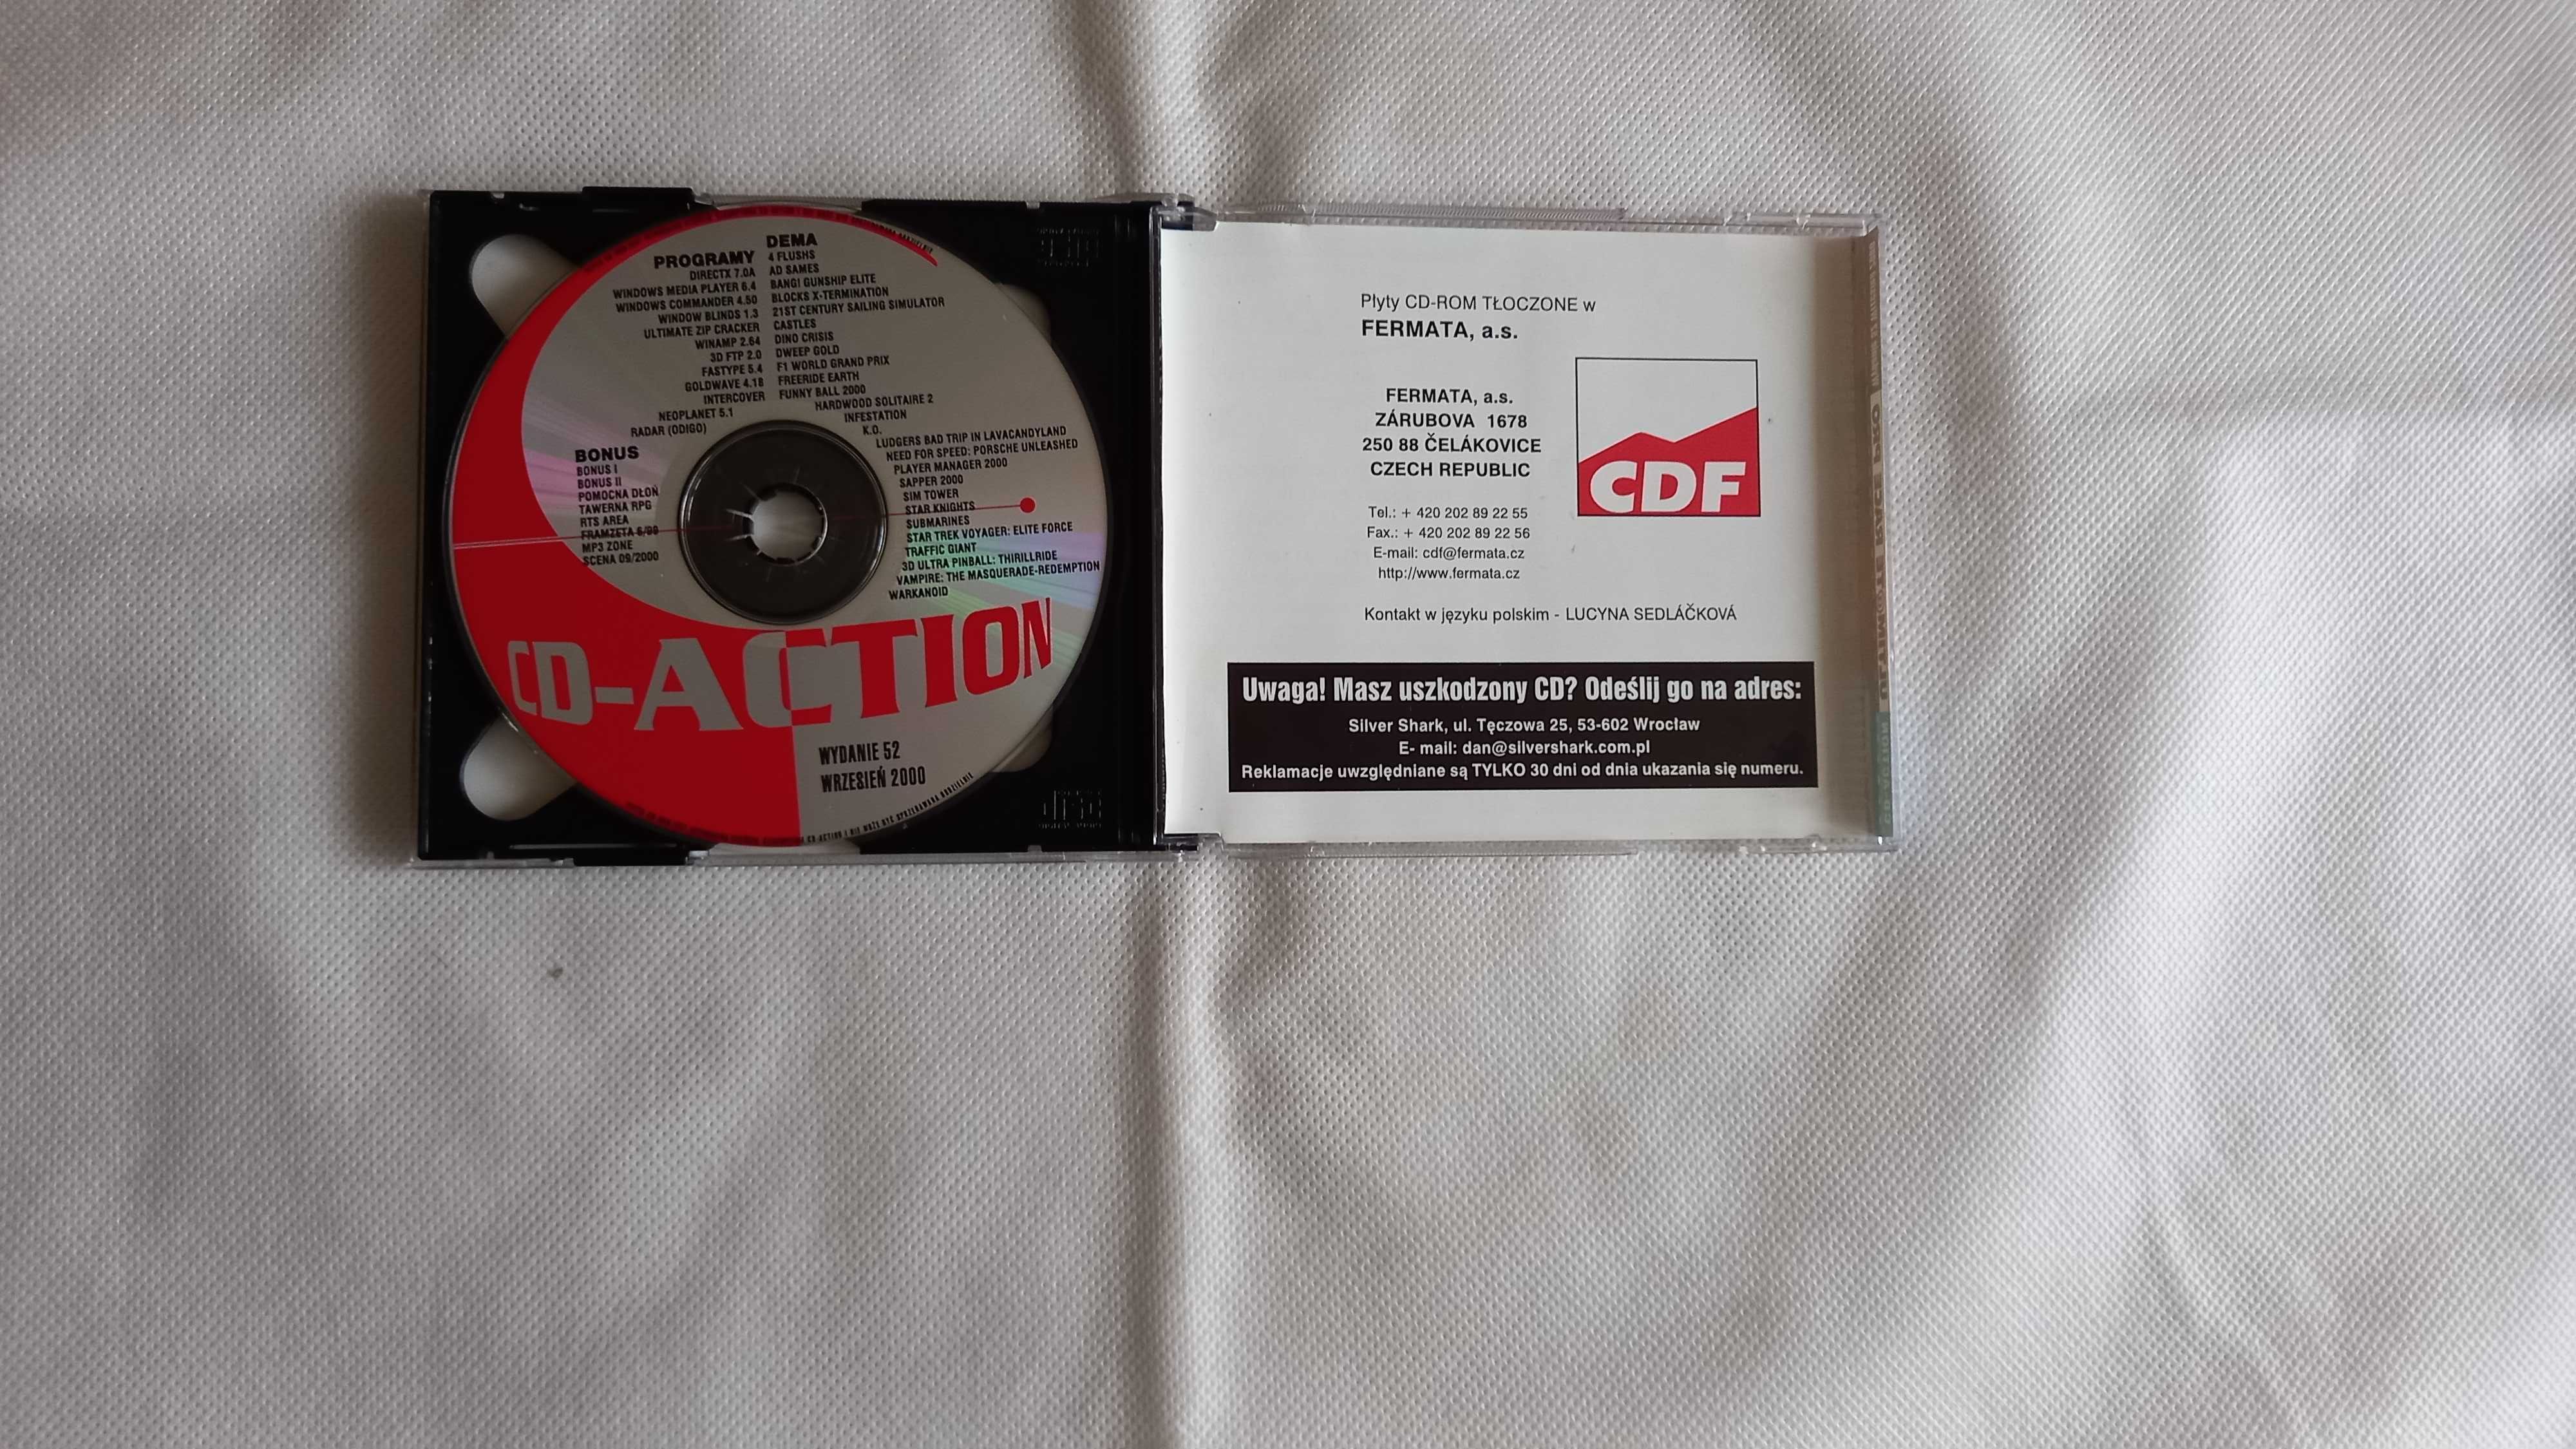 DEMA
4 FLUSHS
AD SAMES
BANG! GUNSHIP ELITE
BLOCKS X-TERMINATION
21ST CENTURY SAILING SIMULATOR
CASTLES
DINO CRISIS
DWEEP GOLD
F1 WORLD GRAND PRIX
FREERIDE EARTH
FUNNY BALL 2000
HARDWOOD SOLITAIRE 2
INFESTATION
K.O.
LUDGERS BAD TRIP IN LAVACANDYLAND
NEED FOR SPEED: PORSCHE UNLEASHED
PLAYER MANAGER 2000
SAPPER 2000
SIM TOWER
STAR KNIGHTS
SUBMARINES
STAR TREK VOYAGER: ELITE FORCE
TRAFFIC GIANT
3D ULTRA PINBALL: THIRILLRIDE
VAMPIRE: THE MASQUERADE-REDEMPTION
WARKANOID
PROGRAMY
DIRECTX 7.0A
WINDOWS MEDIA PLAYER 6.4
WINDOWS COMMANDER 4.50
WINDOW BLINDS 1.3
ULTIMATE ZIP CRACKER
WINAMP 2.64
3D FTP 2.0
FASTYPE 5.4
GOLDWAVE 4.18
INTERCOVER
NEOPLANET 5.1
RADAR (ODIGO)
BONUS
BONUS I
BONUS II
POMOCNA DŁOŃ
TAWERNA RPG
RTS AREA
FRAMZETA 6/99
MP3 ZONE
SCENA 09/2000
CD-ACTION
WYDANIE 52
WRZESIEŃ 2000
CD-ACTION I NIE MOŻE BYĆ SPRZEDAWANA ODDZIELNIE
Płyty CD-ROM TŁOCZONE w
FERMATA, a.s.
FERMATA, a.s.
ZÁRUBOVA 1678
250 88 ČELÁKOVICE
CZECH REPUBLIC
CDF
Tel.: + 420 202 89 22 55
Fax.: + 420 202 89 22 56
E-mail: cdf@fermata.cz
http://www.fermata.cz
Kontakt w języku polskim - LUCYNA SEDLÁČKOVÁ
Uwaga! Masz uszkodzony CD? Odeślij go na adres:
Silver Shark, ul. Tęczowa 25, 53-602 Wrocław
E- mail: dan@silvershark.com.pl
Reklamacje uwzględniane są TYLKO 30 dni od dnia ukazania się numeru.